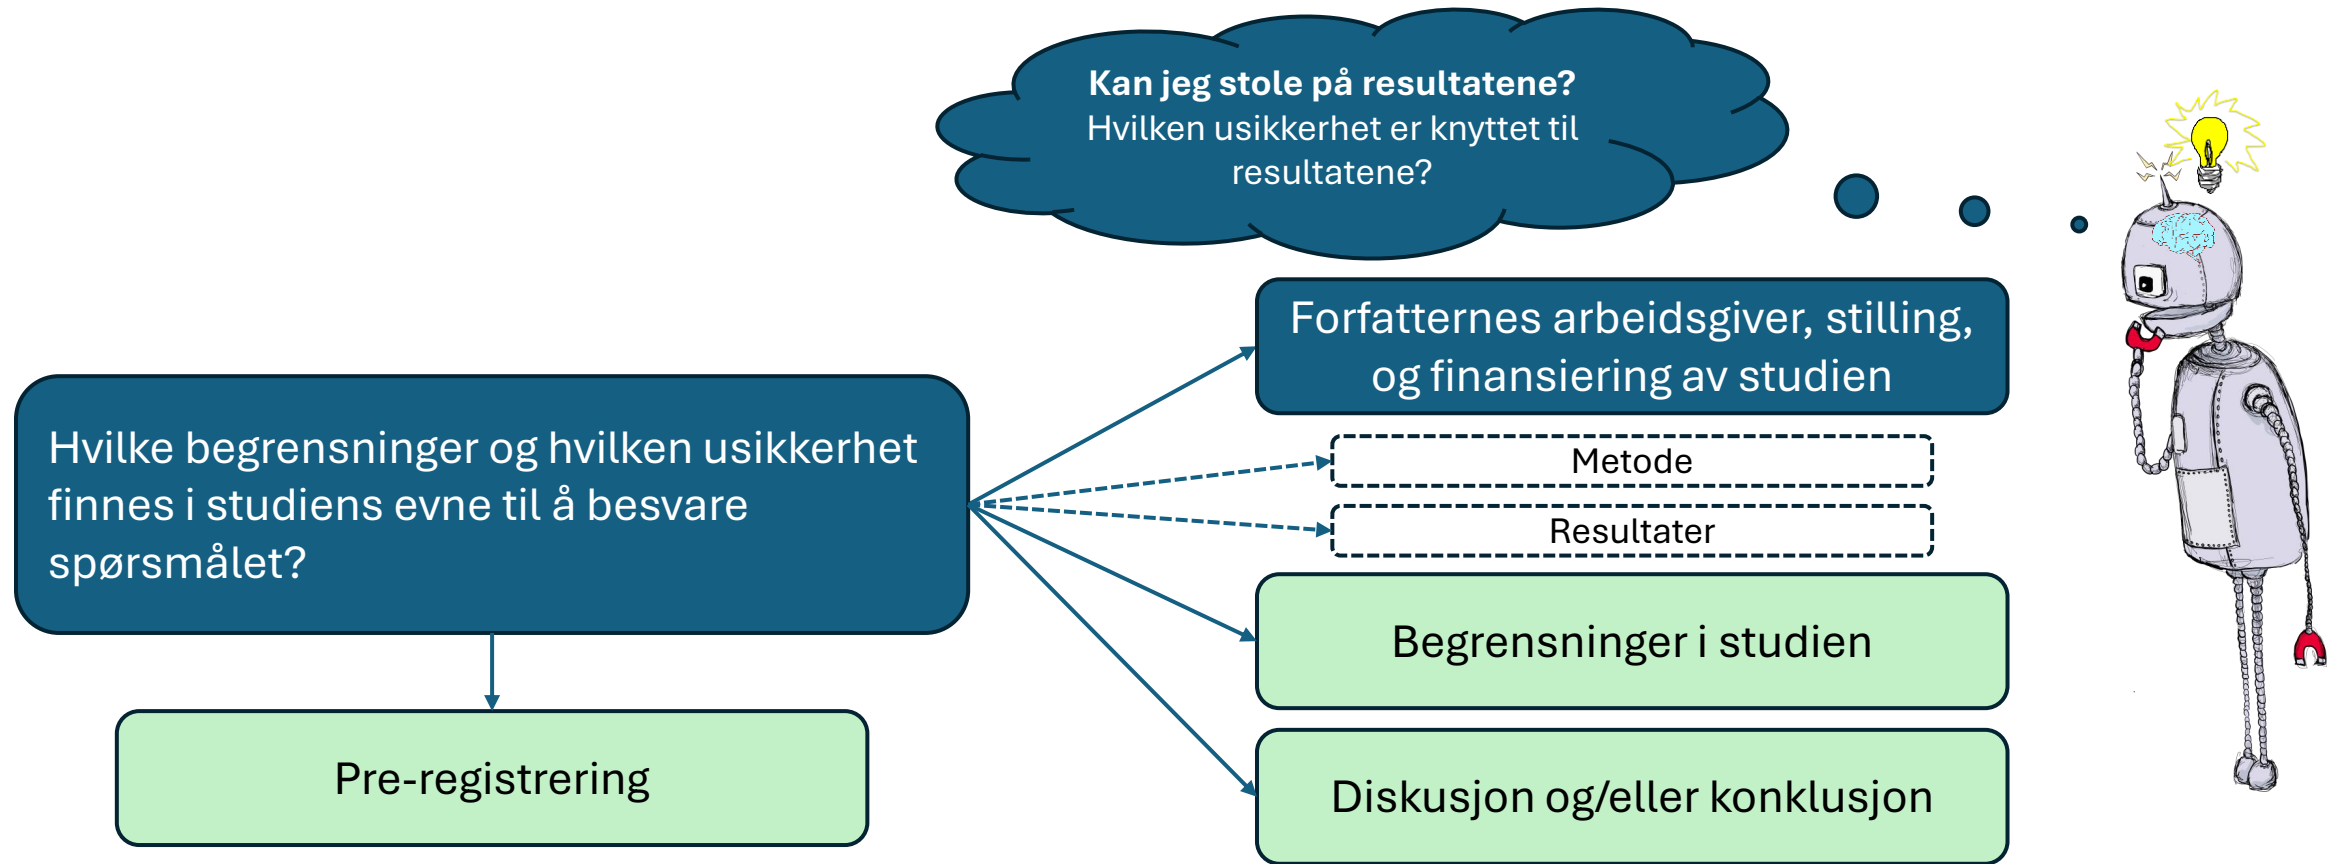 Kan jeg stole på resultatene?
Hvilken usikkerhet er knyttet til
resultatene?
Forfatternes arbeidsgiver, stilling,
og finansiering av studien
Hvilke begrensninger og hvilken usikkerhet
finnes i studiens evne til å besvare
spørsmålet?
Metode
Resultater
Begrensninger i studien
Pre-registrering
Diskusjon og/eller konklusjon